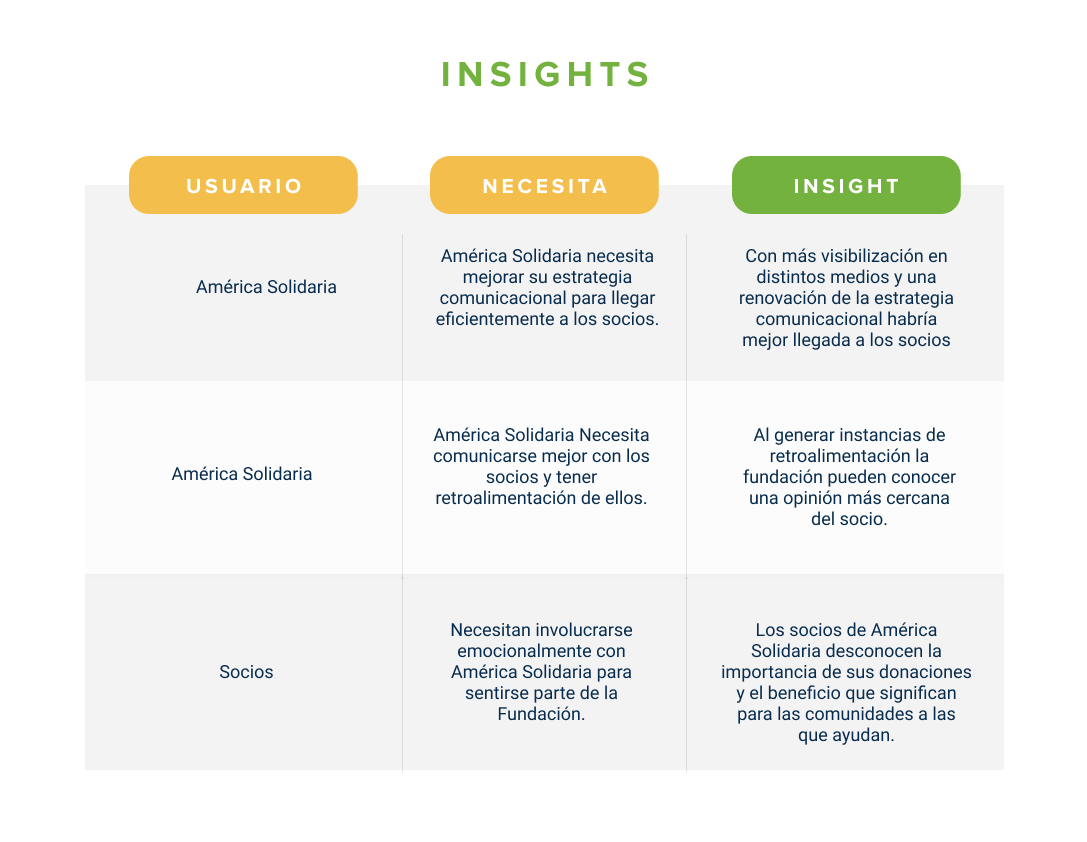 INSIGHTS
USUARIO
NECESITA
INSIGHT
América Solidaria
América Solidaria necesita
mejorar su estrategia
comunicacional para llegar
eficientemente a los socios.
Con más visibilización en
distintos medios y una
renovación de la estrategia
comunicacional habría
mejor llegada a los socios
América Solidaria
América Solidaria Necesita
comunicarse mejor con los
socios y tener
retroalimentación de ellos.
Al generar instancias de
retroalimentación la
fundación pueden conocer
una opinión más cercana
del socio.
Socios
Necesitan involucrarse
emocionalmente con
América Solidaria para
sentirse parte de la
Fundación.
Los socios de América
Solidaria desconocen la
importancia de sus donaciones
y el beneficio que significan
para las comunidades a las
que ayudan.